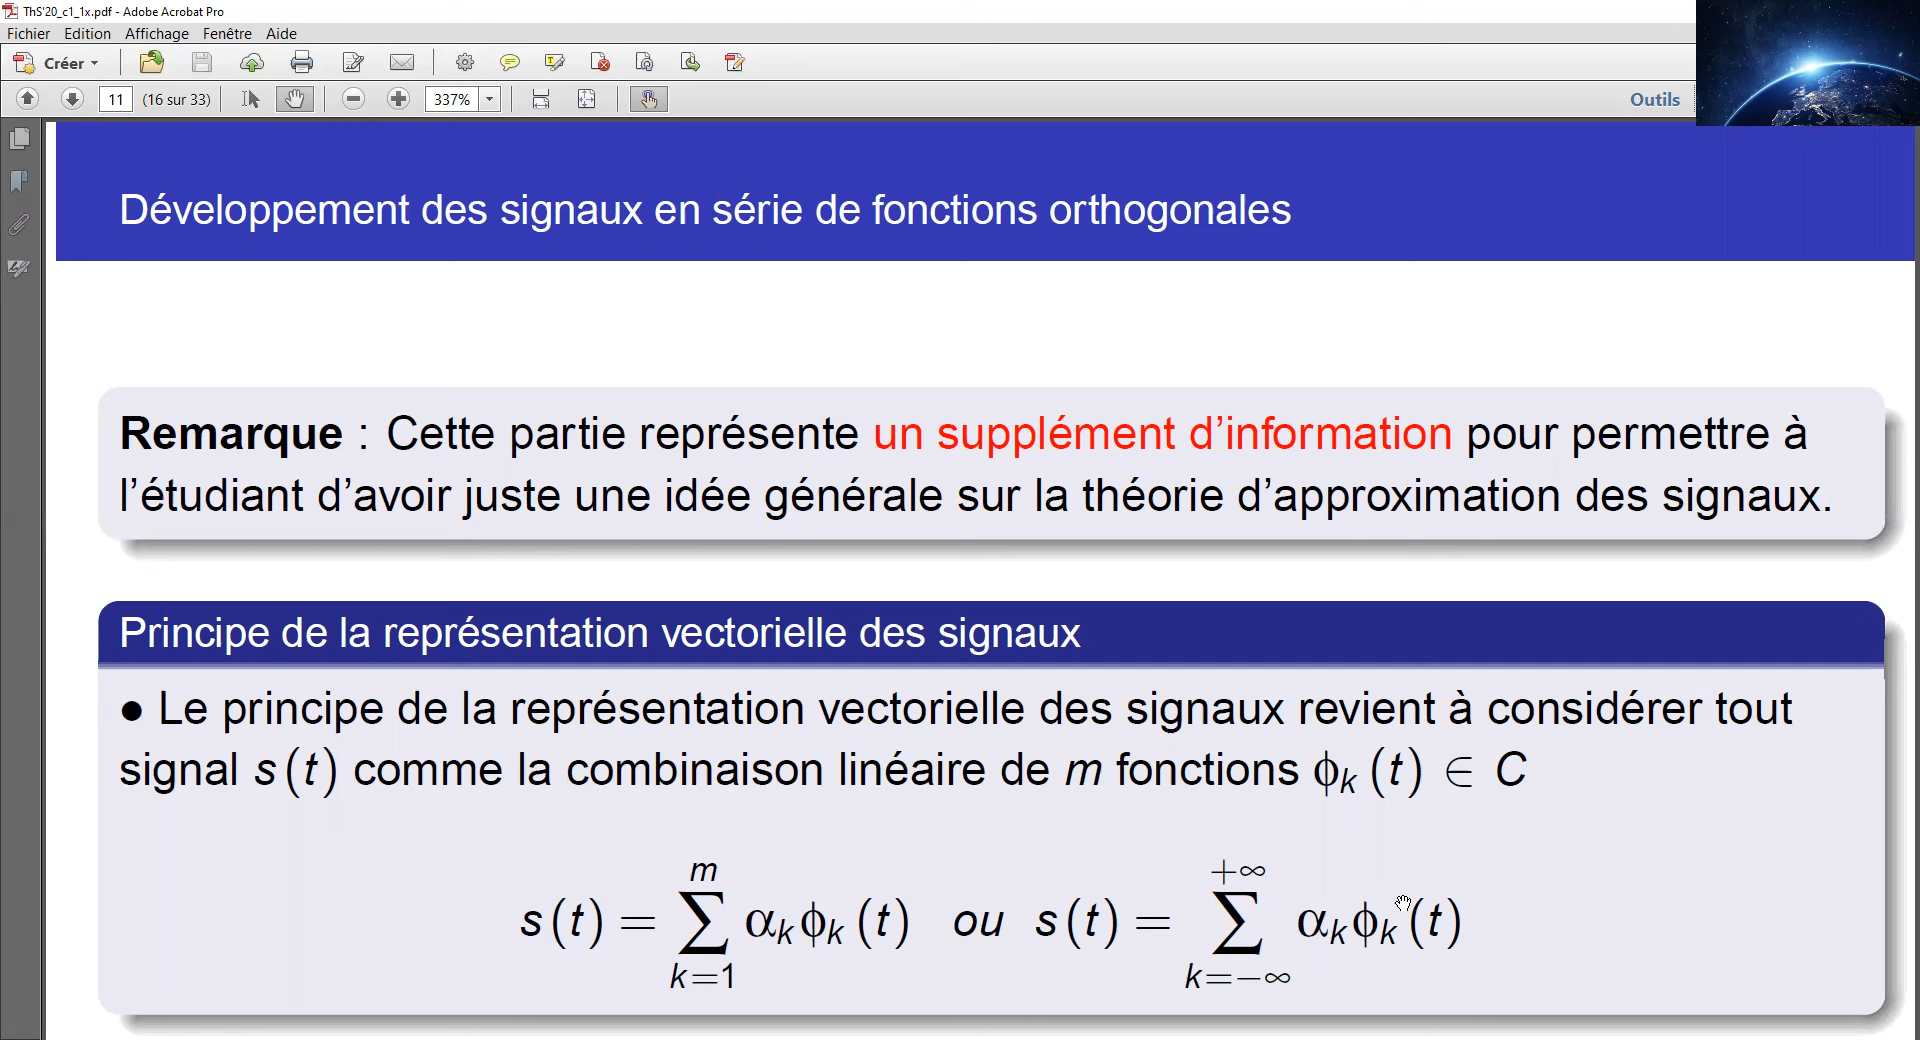 ThS'20_c1_1x.pdf - Adobe Acrobat Pro
Fichier Edition Affichage Fenêtre Aide
Créer
11 (16 sur 33) 337% Outils
Développement des signaux en série de fonctions orthogonales
Remarque : Cette partie représente un supplément d'information pour permettre à
l'étudiant d'avoir juste une idée générale sur la théorie d'approximation des signaux.
Principe de la représentation vectorielle des signaux
● Le principe de la représentation vectorielle des signaux revient à considérer tout
signal s(t) comme la combinaison linéaire de m fonctions ϕₖ(t) ∈ C
s(t) = ∑_{k=1}^{m} αₖϕₖ(t) ou s(t) = ∑_{k=−∞}^{+∞} αₖϕₖ(t)